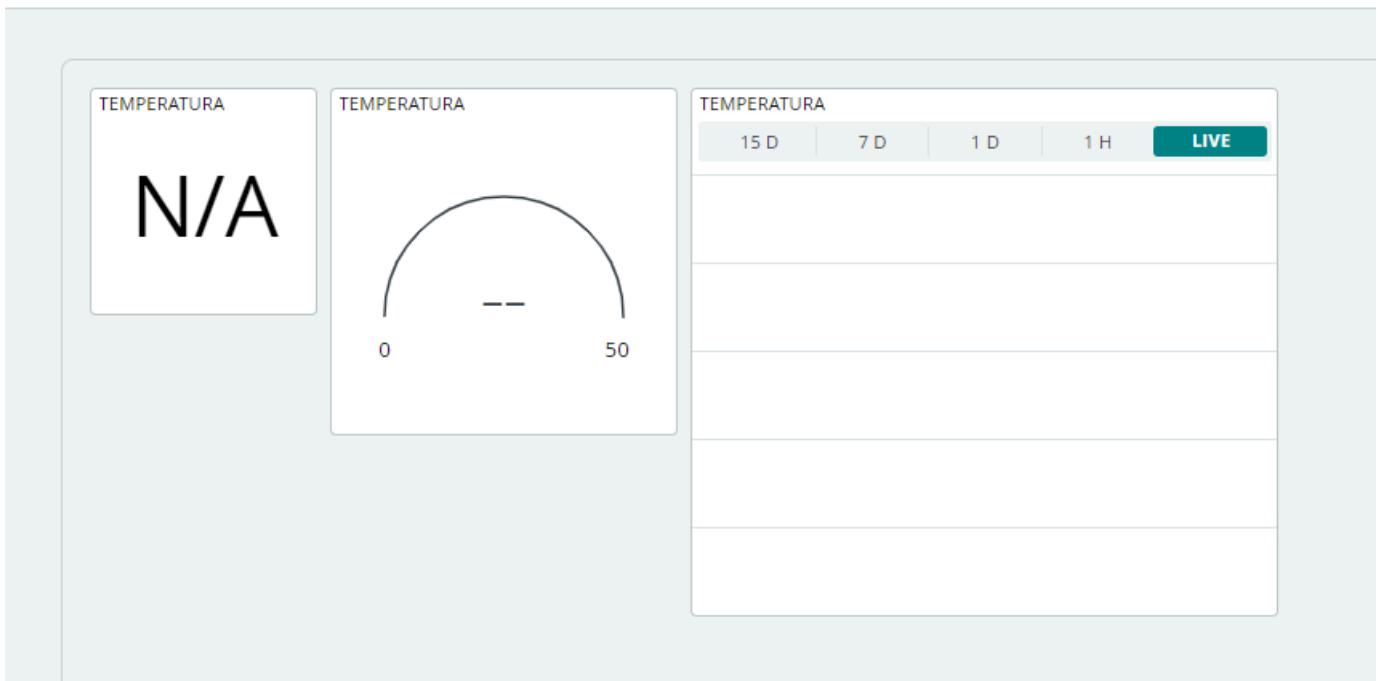 TEMPERATURA
N/A
TEMPERATURA
--
0 50
TEMPERATURA
15 D 7 D 1 D 1 H LIVE